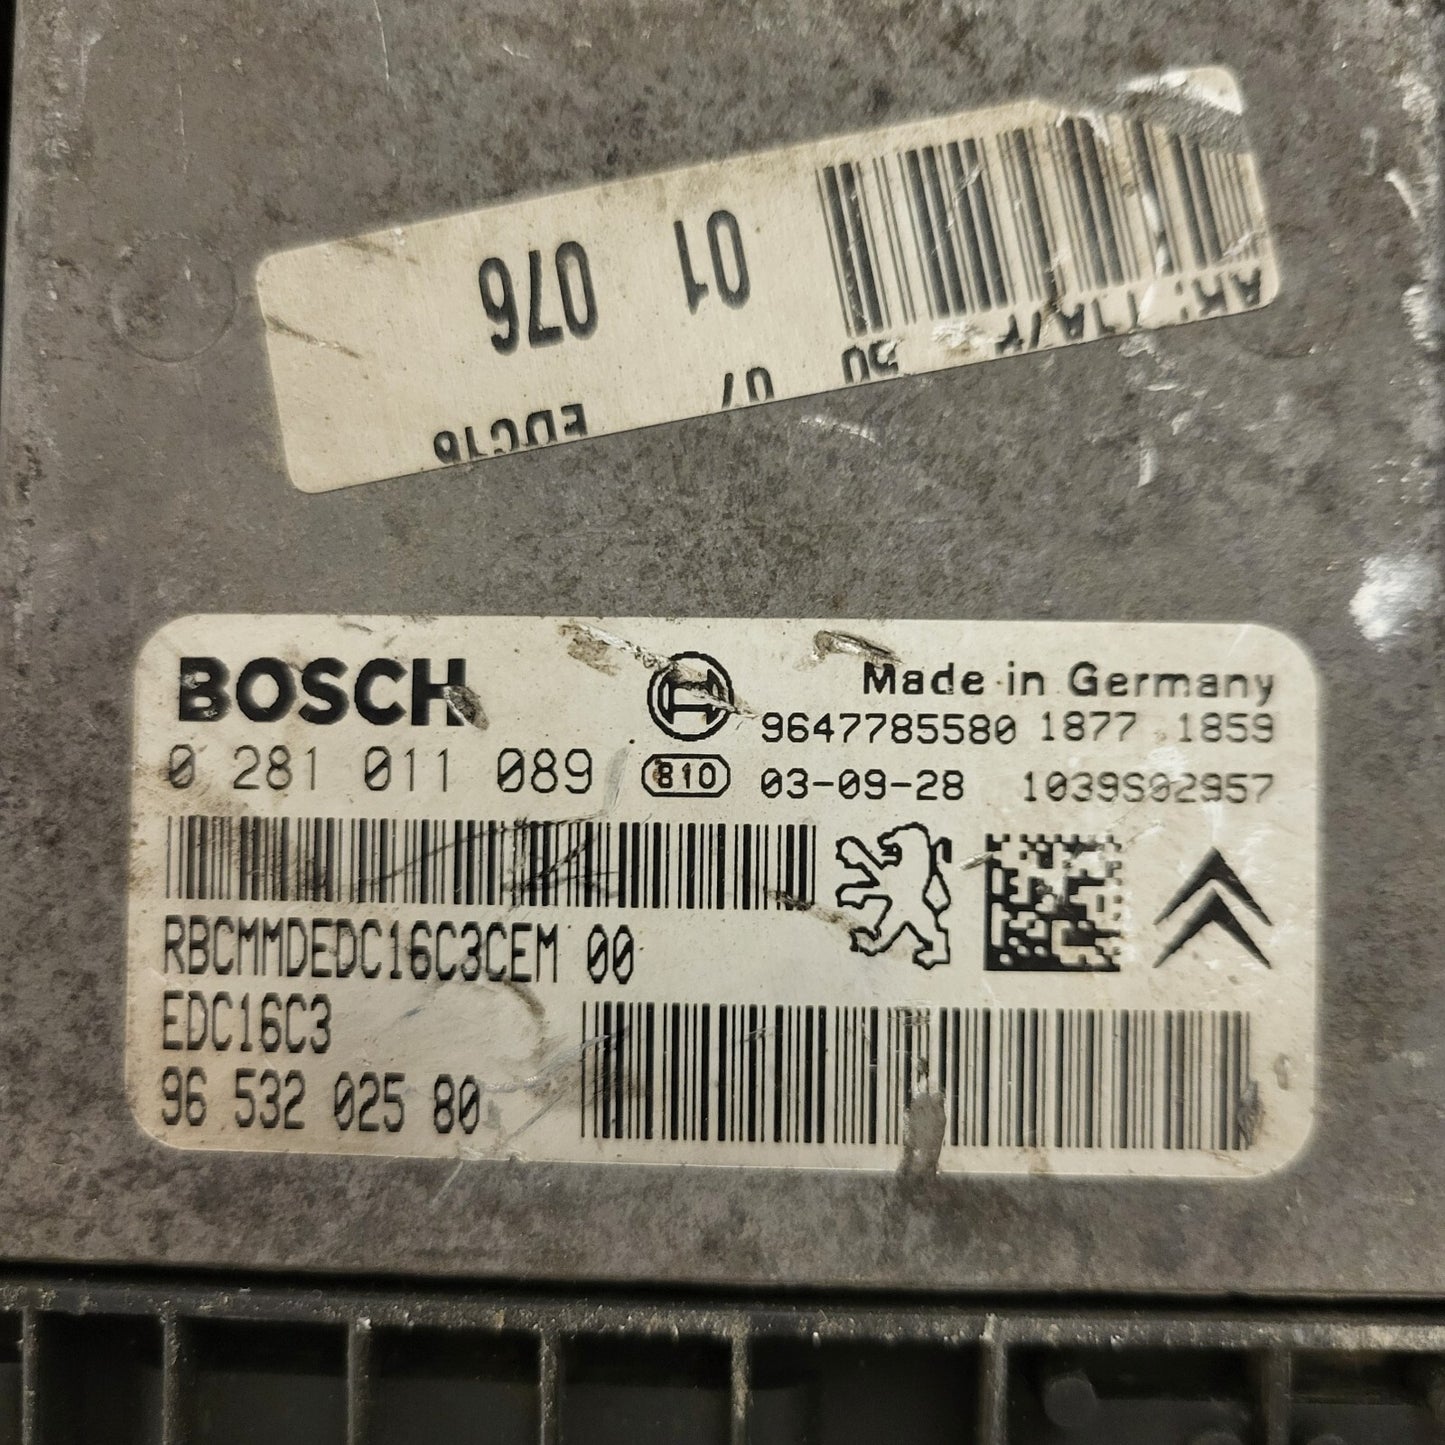 01 076
EDC16
BOSCH
Made in Germany
9647785580 1877 1859
0 281 011 089
810
03-09-28 1039S02957
RBCMMDEDC16C3CEM 00
EDC16C3
96 532 025 80